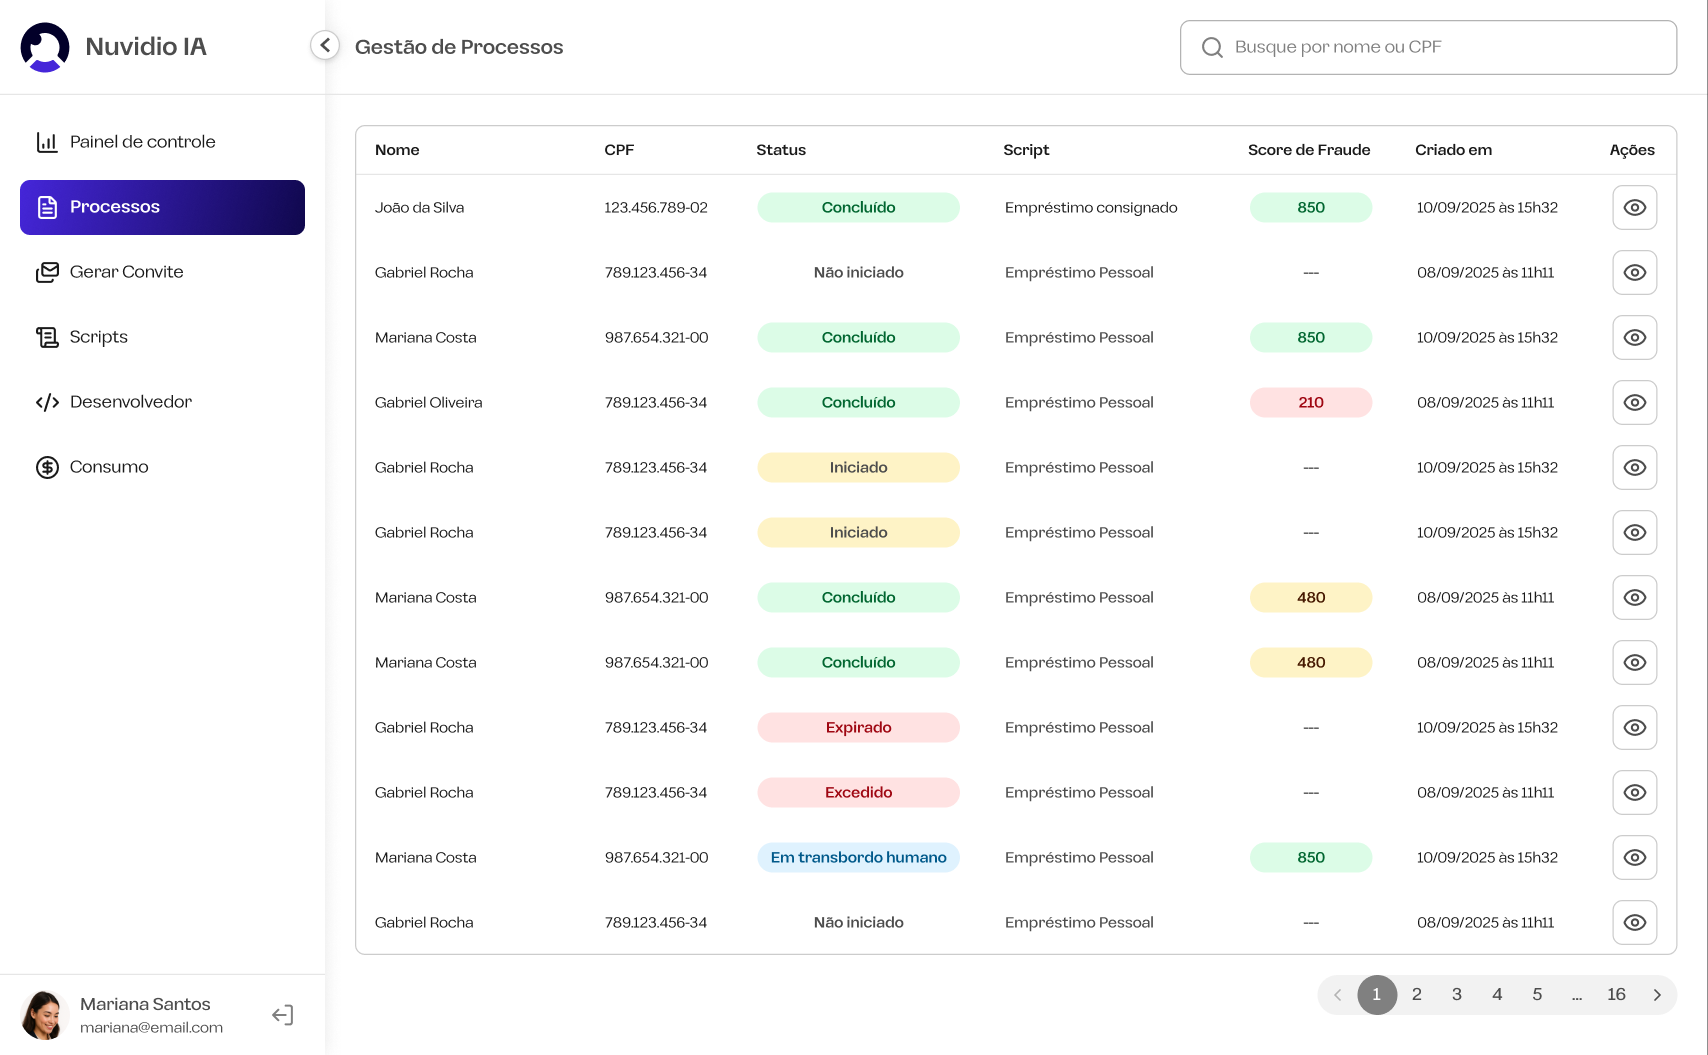 Nuvidio IA
Gestão de Processos
Busque por nome ou CPF
Painel de controle
Processos
Gerar Convite
Scripts
Desenvolvedor
Consumo
Nome CPF Status Script Score de Fraude Criado em Ações
João da Silva 123.456.789-02 Concluído Empréstimo consignado 850 10/09/2025 às 15h32
Gabriel Rocha 789.123.456-34 Não iniciado Empréstimo Pessoal --- 08/09/2025 às 11h11
Mariana Costa 987.654.321-00 Concluído Empréstimo Pessoal 850 10/09/2025 às 15h32
Gabriel Oliveira 789.123.456-34 Concluído Empréstimo Pessoal 210 08/09/2025 às 11h11
Gabriel Rocha 789.123.456-34 Iniciado Empréstimo Pessoal --- 10/09/2025 às 15h32
Gabriel Rocha 789.123.456-34 Iniciado Empréstimo Pessoal --- 10/09/2025 às 15h32
Mariana Costa 987.654.321-00 Concluído Empréstimo Pessoal 480 08/09/2025 às 11h11
Mariana Costa 987.654.321-00 Concluído Empréstimo Pessoal 480 08/09/2025 às 11h11
Gabriel Rocha 789.123.456-34 Expirado Empréstimo Pessoal --- 10/09/2025 às 15h32
Gabriel Rocha 789.123.456-34 Excedido Empréstimo Pessoal --- 08/09/2025 às 11h11
Mariana Costa 987.654.321-00 Em transbordo humano Empréstimo Pessoal 850 10/09/2025 às 15h32
Gabriel Rocha 789.123.456-34 Não iniciado Empréstimo Pessoal --- 08/09/2025 às 11h11
1 2 3 4 5 ... 16
Mariana Santos
mariana@email.com